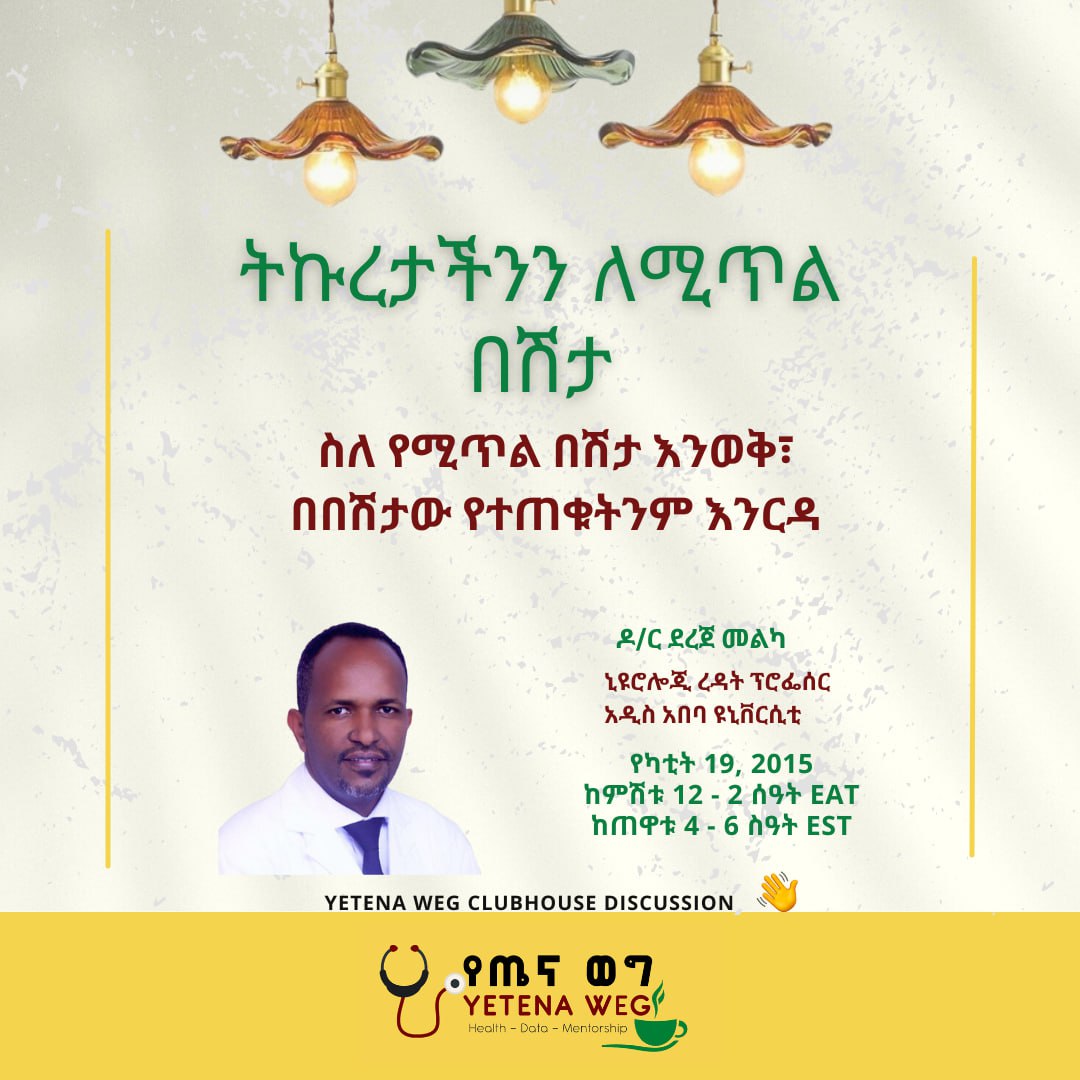 ትኩረታችንን ለሚጥል
በሽታ
ስለ የሚጥል በሽታ እንወቅ፣
በበሽታው የተጠቁትንም እንርዳ
ዶ/ር ደረጀ መልካ
ኒዩሮሎጂ ረዳት ፕሮፌሰር
አዲስ አበባ ዩኒቨርሲቲ
የካቲት 19, 2015
ከምሽቱ 12 - 2 ሰዓት EAT
ከጠዋቱ 4 - 6 ስዓት EST
YETENA WEG CLUBHOUSE DISCUSSION
የጤና ወግ
YETENA WEG
Health – Data – Mentorship